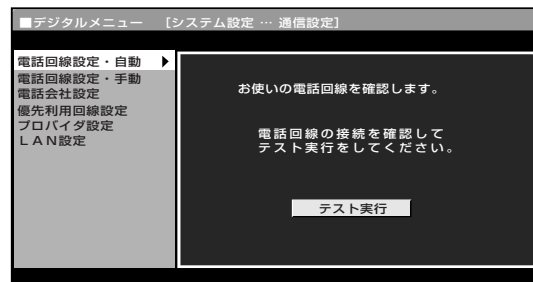 ■デジタルメニュー [システム設定 … 通信設定]
電話回線設定・自動 ▶
電話回線設定・手動
電話会社設定
優先利用回線設定
プロバイダ設定
ＬＡＮ設定
お使いの電話回線を確認します。
電話回線の接続を確認して
テスト実行をしてください。
テスト実行